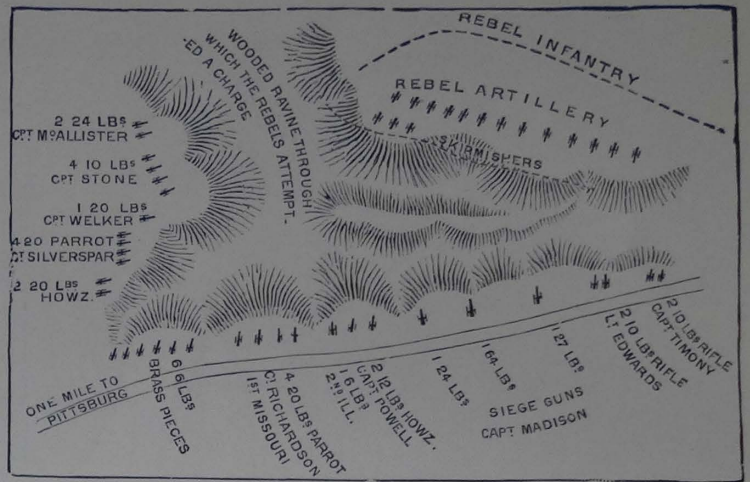 REBEL INFANTRY
REBEL ARTILLERY
SKIRMISHERS
WOODED RAVINE THROUGH
WHICH THE REBELS ATTEMPT-
-ED A CHARGE
2 24 LBS
CPT MCALLISTER
4 10 LBS
CPT STONE
1 20 LBS
CPT WELKER
4 20 PARROT
CT SILVERSPAR
2 20 LBS
HOWZ.
ONE MILE TO
PITTSBURG
6 6 LBS
BRASS PIECES
4 20 LBS PARROT
CT RICHARDSON
1ST MISSOURI
2 12 LBS HOWZ.
CAPT POWELL
1 6 LBS
2ND ILL.
1 24 LBS
1 64 LBS
1 27 LBS
SIEGE GUNS
CAPT MADISON
2 10 LBS RIFLE
LT EDWARDS
2 10 LBS RIFLE
CAPT TIMONY